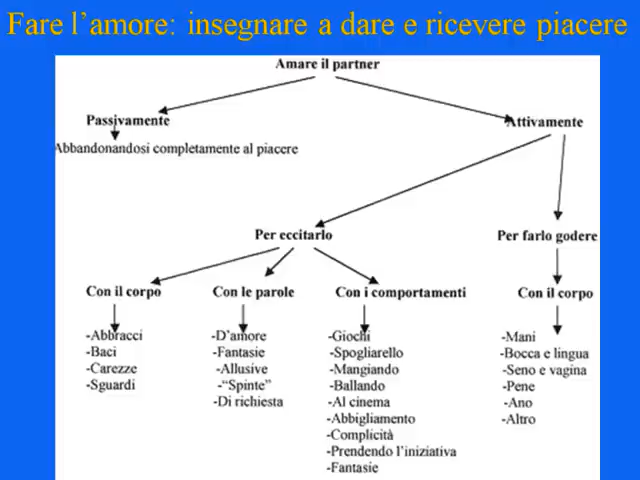 Fare l’amore: insegnare a dare e ricevere piacere
Amare il partner
Passivamente
Attivamente
Abbandonandosi completamente al piacere
Per eccitarlo
Per farlo godere
Con il corpo
Con le parole
Con i comportamenti
Con il corpo
-Abbracci
-Baci
-Carezze
-Sguardi
-D’amore
-Fantasie
-Allusive
-“Spinte”
-Di richiesta
-Giochi
-Spogliarello
-Mangiando
-Ballando
-Al cinema
-Abbigliamento
-Complicità
-Prendendo l’iniziativa
-Fantasie
-Mani
-Bocca e lingua
-Seno e vagina
-Pene
-Ano
-Altro